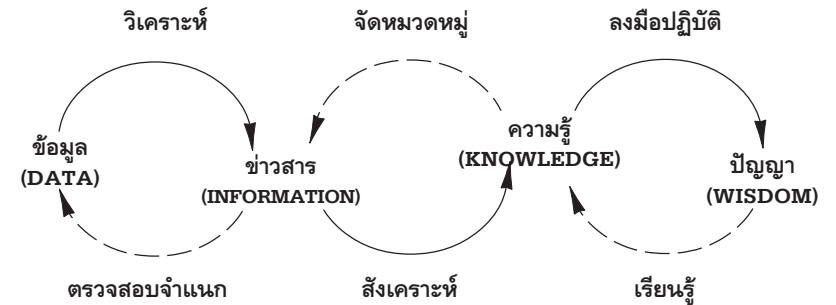 วิเคราะห์
จัดหมวดหมู่
ลงมือปฏิบัติ
ข้อมูล
(DATA)
ข่าวสาร
(INFORMATION)
ความรู้
(KNOWLEDGE)
ปัญญา
(WISDOM)
ตรวจสอบจำแนก
สังเคราะห์
เรียนรู้